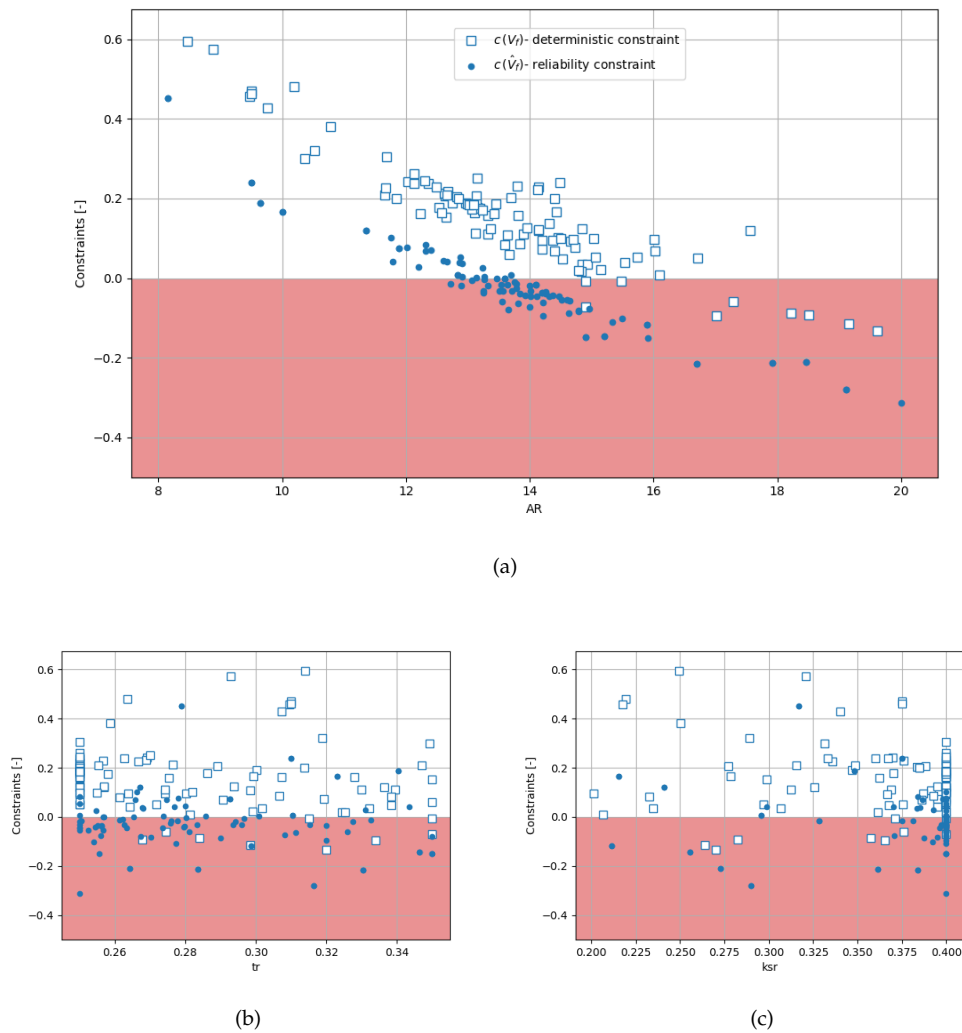 0.6
0.4
0.2
0.0
−0.2
−0.4
Constraints [-]
c (V_f)- deterministic constraint
c (V̂_f)- reliability constraint
8 10 12 14 16 18 20
AR
(a)
0.6
0.4
0.2
0.0
−0.2
−0.4
Constraints [-]
0.26 0.28 0.30 0.32 0.34
tr
(b)
0.6
0.4
0.2
0.0
−0.2
−0.4
Constraints [-]
0.200 0.225 0.250 0.275 0.300 0.325 0.350 0.375 0.400
ksr
(c)